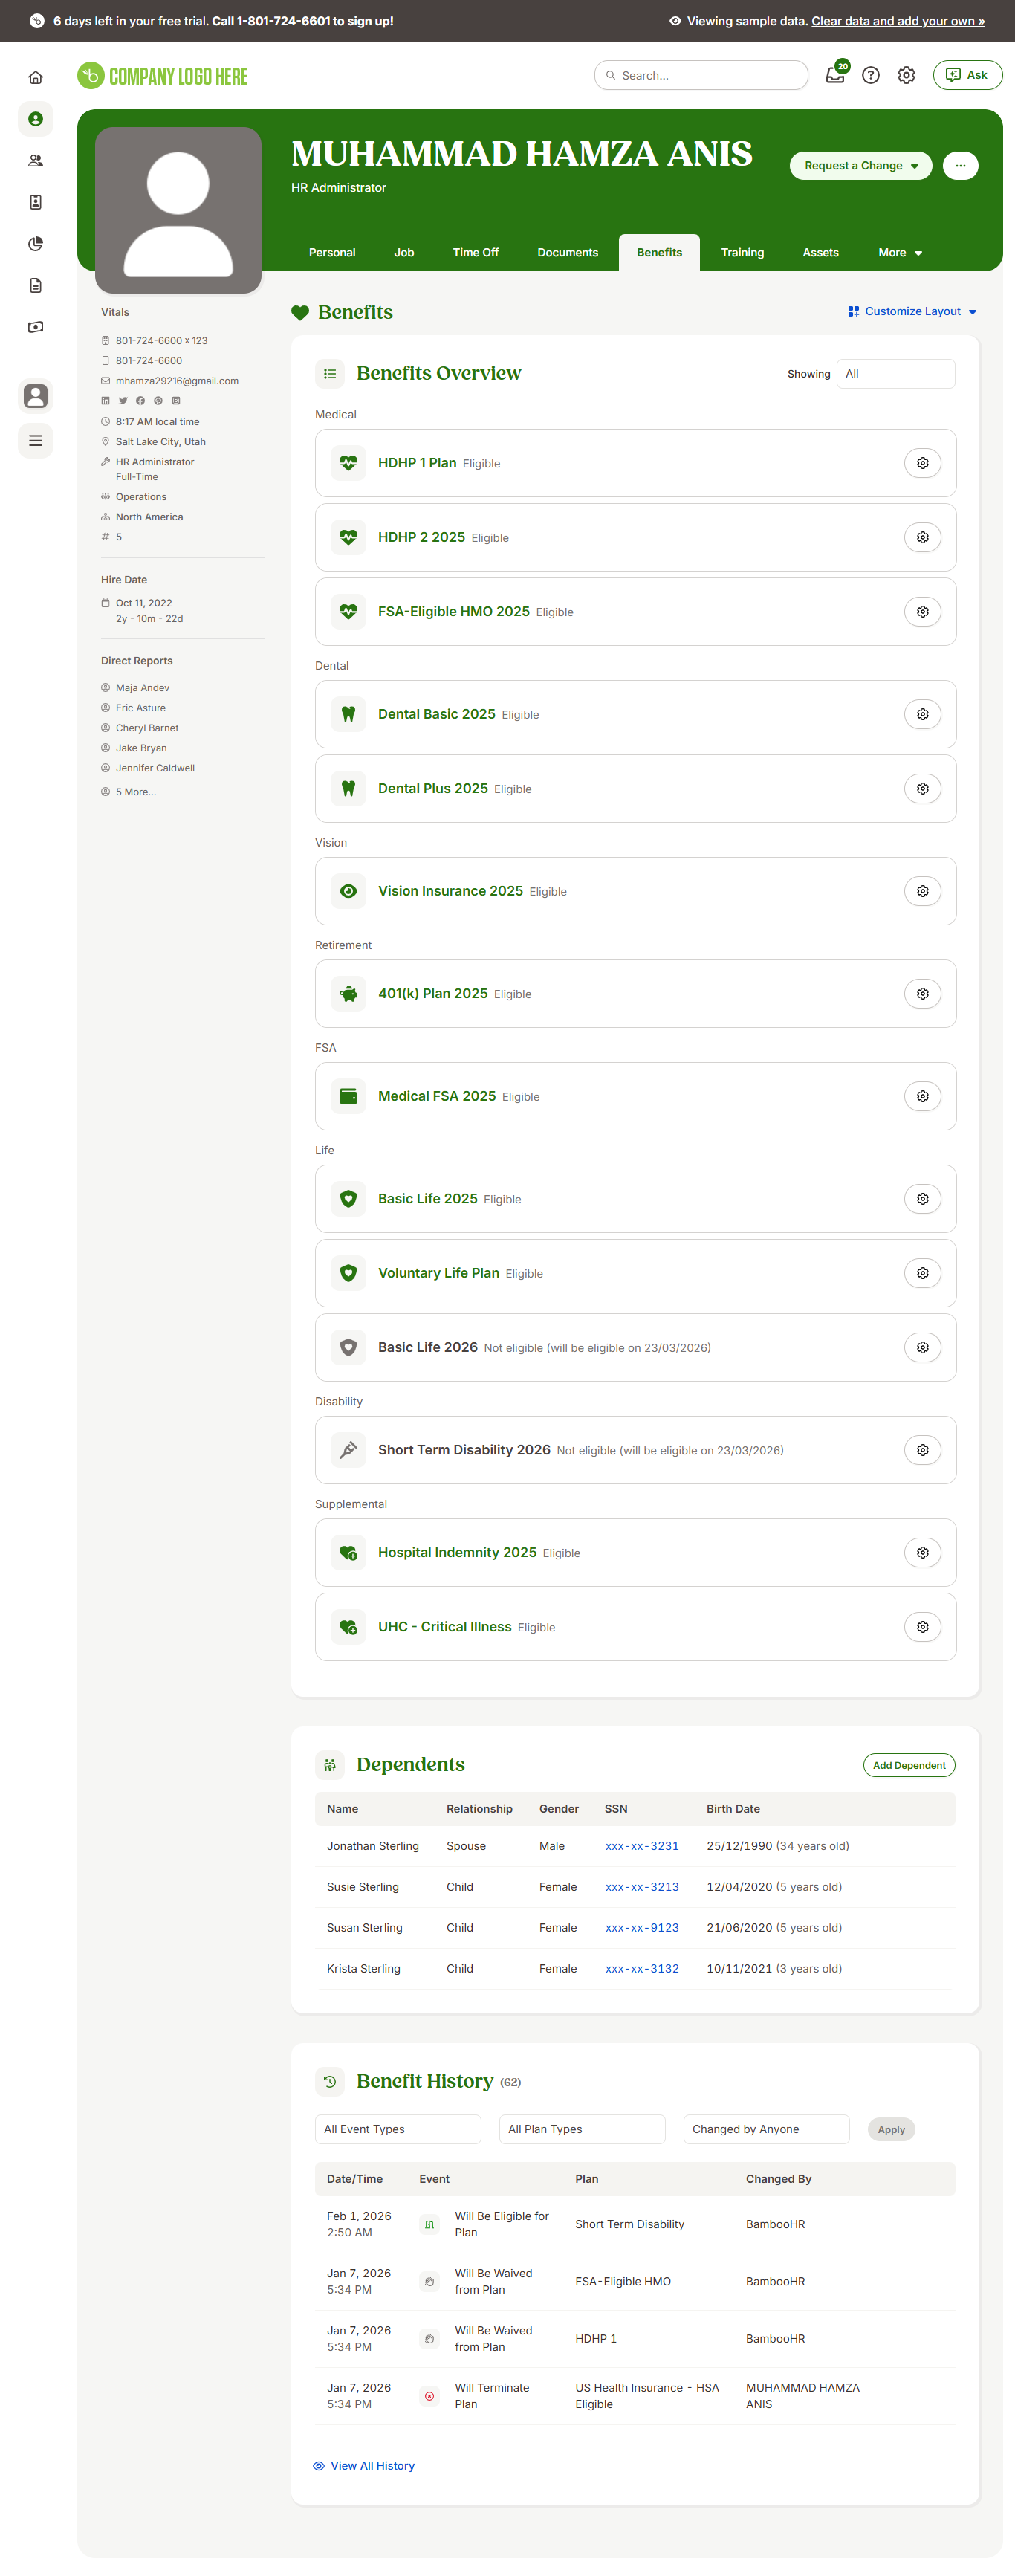 6 days left in your free trial. Call 1-801-724-6601 to sign up!
Viewing sample data. Clear data and add your own »
COMPANY LOGO HERE
Search...
20
Ask
MUHAMMAD HAMZA ANIS
HR Administrator
Request a Change
Personal
Job
Time Off
Documents
Benefits
Training
Assets
More
Vitals
801-724-6600 x 123
801-724-6600
mhamza29216@gmail.com
8:17 AM local time
Salt Lake City, Utah
HR Administrator
Full-Time
Operations
North America
# 5
Hire Date
Oct 11, 2022
2y - 10m - 22d
Direct Reports
Maja Andev
Eric Asture
Cheryl Barnet
Jake Bryan
Jennifer Caldwell
5 More...
Benefits
Customize Layout
Benefits Overview
Showing
All
Medical
HDHP 1 Plan Eligible
HDHP 2 2025 Eligible
FSA-Eligible HMO 2025 Eligible
Dental
Dental Basic 2025 Eligible
Dental Plus 2025 Eligible
Vision
Vision Insurance 2025 Eligible
Retirement
401(k) Plan 2025 Eligible
FSA
Medical FSA 2025 Eligible
Life
Basic Life 2025 Eligible
Voluntary Life Plan Eligible
Basic Life 2026 Not eligible (will be eligible on 23/03/2026)
Disability
Short Term Disability 2026 Not eligible (will be eligible on 23/03/2026)
Supplemental
Hospital Indemnity 2025 Eligible
UHC - Critical Illness Eligible
Dependents
Add Dependent
Name Relationship Gender SSN Birth Date
Jonathan Sterling Spouse Male xxx-xx-3231 25/12/1990 (34 years old)
Susie Sterling Child Female xxx-xx-3213 12/04/2020 (5 years old)
Susan Sterling Child Female xxx-xx-9123 21/06/2020 (5 years old)
Krista Sterling Child Female xxx-xx-3132 10/11/2021 (3 years old)
Benefit History (62)
All Event Types
All Plan Types
Changed by Anyone
Apply
Date/Time Event Plan Changed By
Feb 1, 2026
2:50 AM
Will Be Eligible for
Plan
Short Term Disability
BambooHR
Jan 7, 2026
5:34 PM
Will Be Waived
from Plan
FSA-Eligible HMO
BambooHR
Jan 7, 2026
5:34 PM
Will Be Waived
from Plan
HDHP 1
BambooHR
Jan 7, 2026
5:34 PM
Will Terminate
Plan
US Health Insurance - HSA
Eligible
MUHAMMAD HAMZA
ANIS
View All History